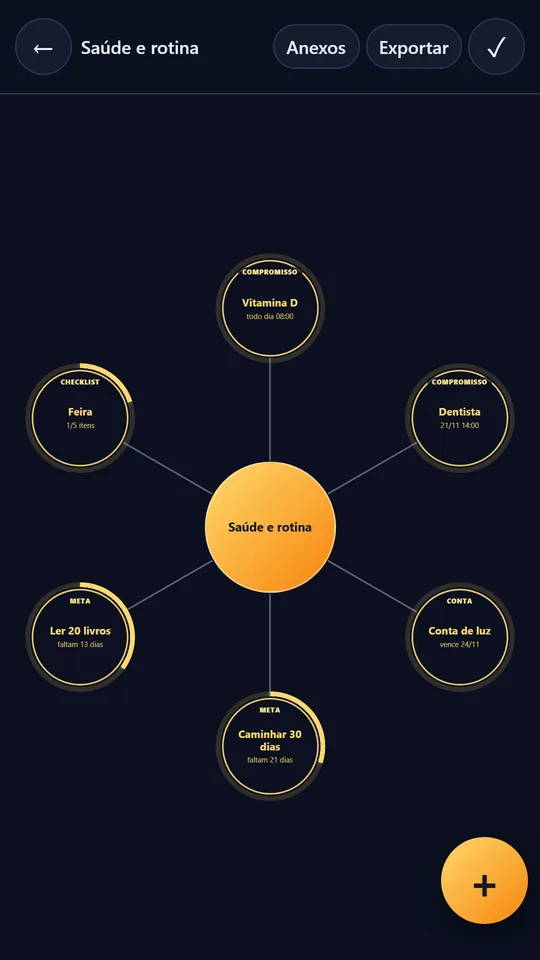 ←
Saúde e rotina
Anexos
Exportar
✓
COMPROMISSO
Vitamina D
todo dia 08:00
CHECKLIST
Feira
1/5 itens
COMPROMISSO
Dentista
21/11 14:00
Saúde e rotina
META
Ler 20 livros
faltam 13 dias
CONTA
Conta de luz
vence 24/11
META
Caminhar 30
dias
faltam 21 dias
+